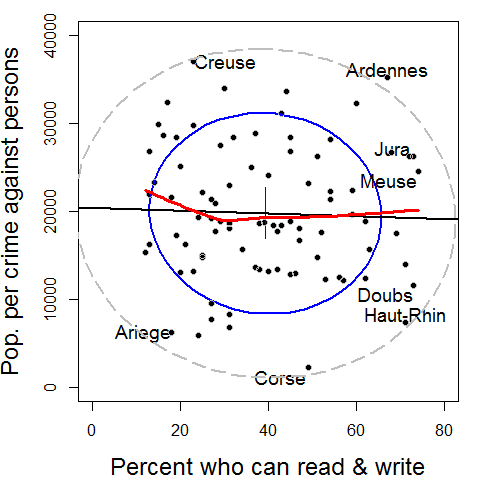 Pop. per crime against persons
40000
30000
20000
10000
0
Creuse
Ardennes
Jura
Meuse
Doubs
Haut-Rhin
Ariege
Corse
0 20 40 60 80
Percent who can read & write